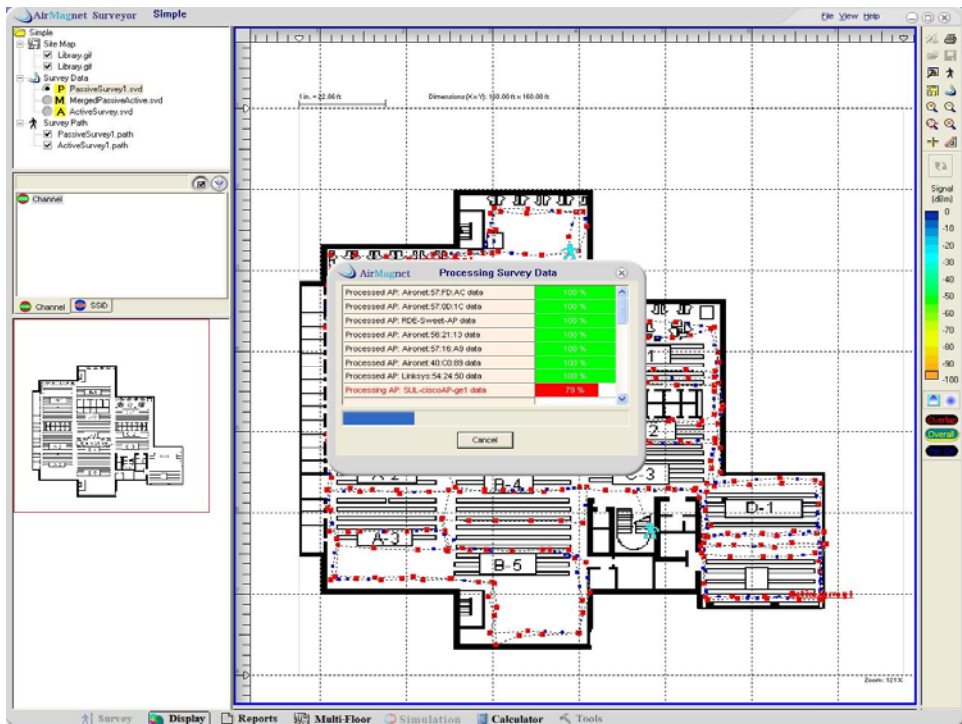 AirMagnet Surveyor Simple
File View Help
Simple
Site Map
Library.gif
Library.gif
Survey Data
P PassiveSurvey1.svd
M MergedPassiveActive.svd
A ActiveSurvey.svd
Survey Path
PassiveSurvey1.path
ActiveSurvey1.path
Channel
Channel SSID
1 in. = 22.06 ft Dimensions (X x Y): 160.00 ft x 160.00 ft
AirMagnet Processing Survey Data
Processed AP: Aironet:57:FD:AC data 100 %
Processed AP: Aironet:57:0D:1C data 100 %
Processed AP: RDE-Sweet-AP data 100 %
Processed AP: Aironet:56:21:13 data 100 %
Processed AP: Aironet:57:16:A9 data 100 %
Processed AP: Aironet:40:C0:89 data 100 %
Processed AP: Linksys:54:24:50 data 100 %
Processing AP: SUL-ciscoAP-ge1 data 79 %
Cancel
A-2
B-4
C-3
D-1
A-3
B-5
Signal
(dBm)
0
-10
-20
-30
-40
-50
-60
-70
-80
-90
-100
Overall
Zoom: 121%
Survey Display Reports Multi-Floor Simulation Calculator Tools